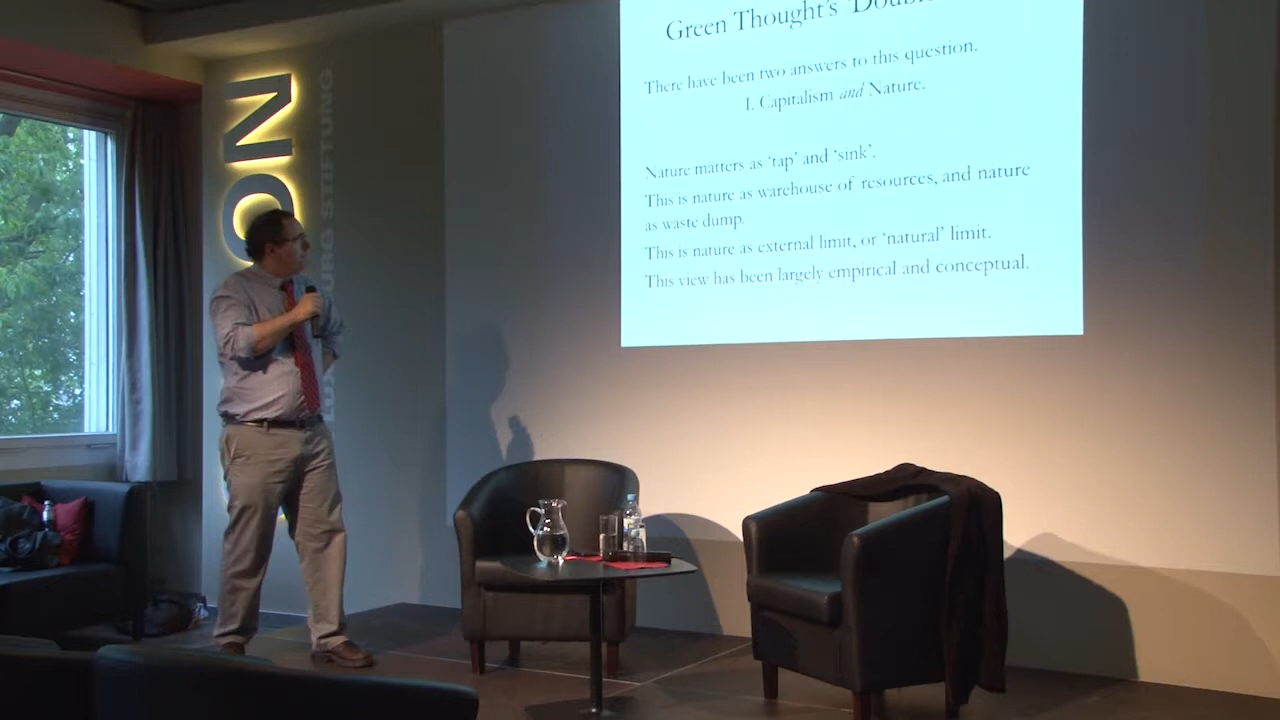 Green Thought's
There have been two answers to this question.
I. Capitalism and Nature.
Nature matters as 'tap' and 'sink'.
This is nature as warehouse of resources, and nature
as waste dump.
This is nature as external limit, or 'natural' limit.
This view has been largely empirical and conceptual.
ON
BURG STIFTUNG